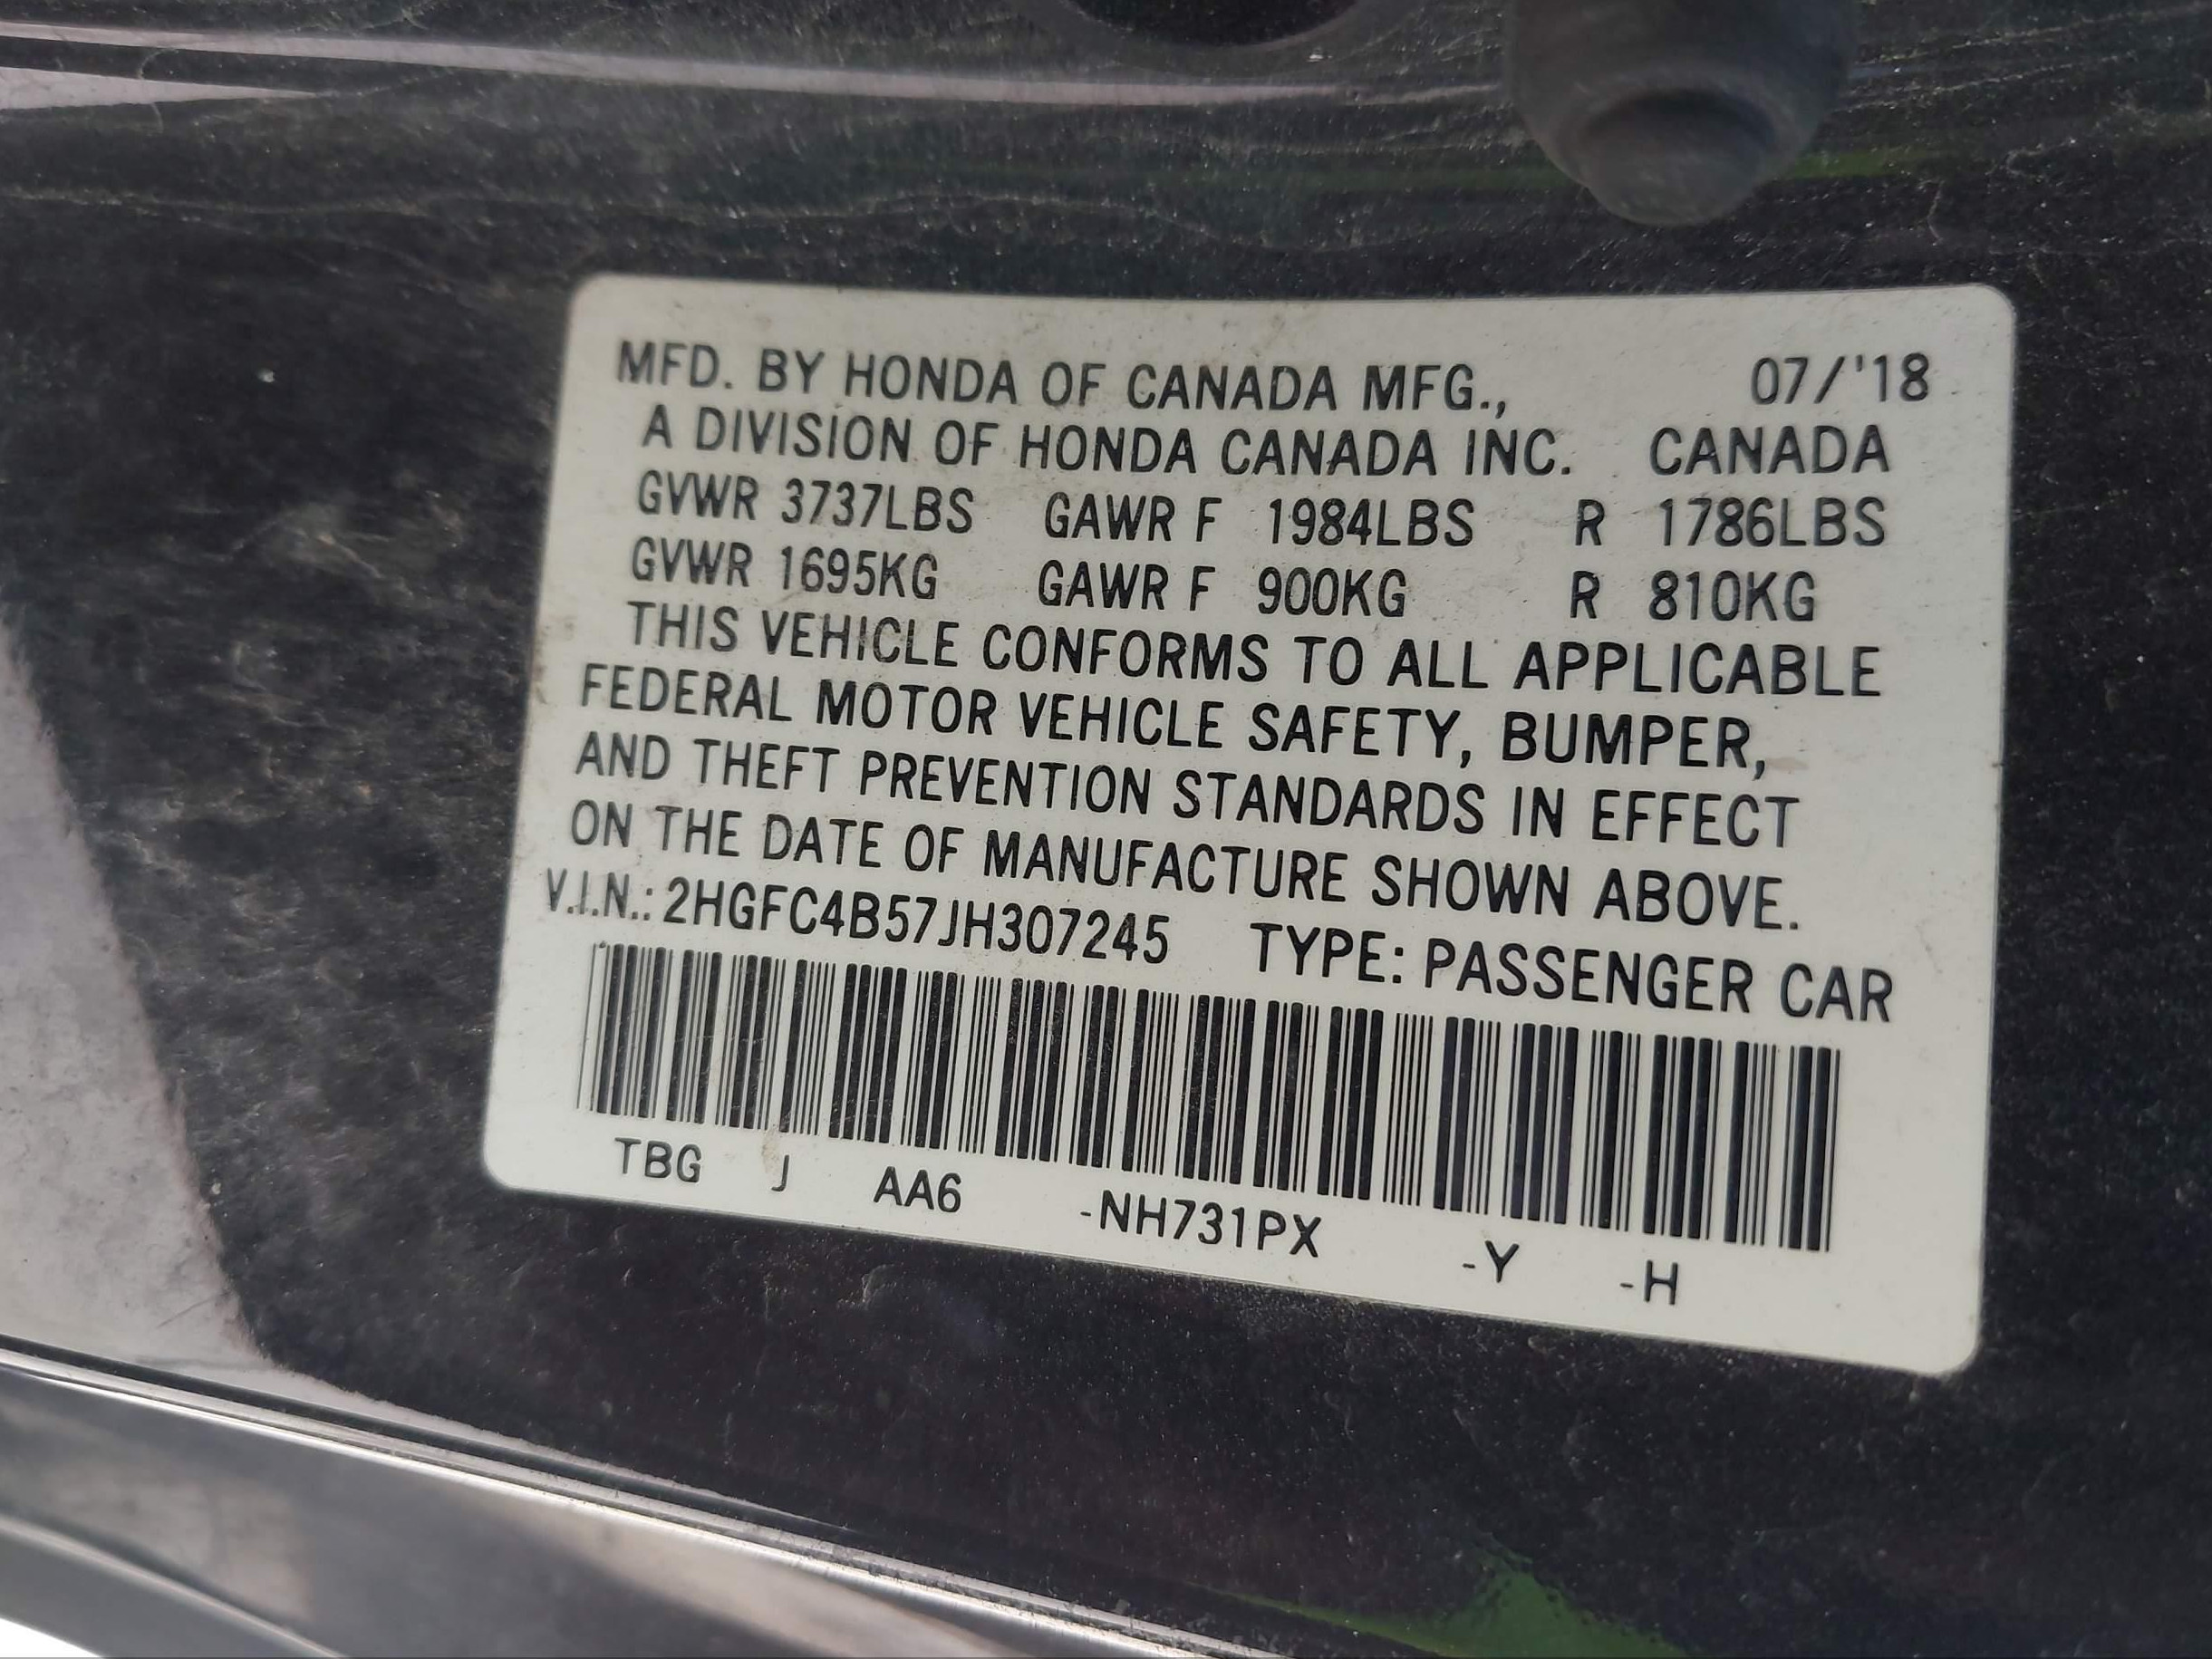 MFD. BY HONDA OF CANADA MFG., 07/'18
A DIVISION OF HONDA CANADA INC. CANADA
GVWR 3737LBS GAWR F 1984LBS R 1786LBS
GVWR 1695KG GAWR F 900KG R 810KG
THIS VEHICLE CONFORMS TO ALL APPLICABLE
FEDERAL MOTOR VEHICLE SAFETY, BUMPER,
AND THEFT PREVENTION STANDARDS IN EFFECT
ON THE DATE OF MANUFACTURE SHOWN ABOVE.
V.I.N.: 2HGFC4B57JH307245 TYPE: PASSENGER CAR
TBG J AA6 -NH731PX -Y -H